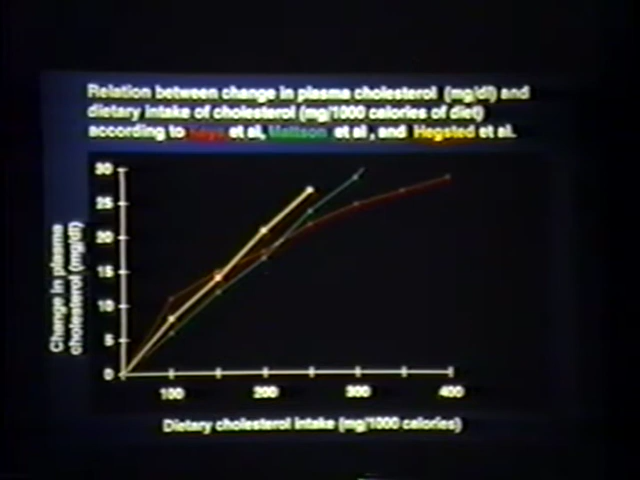 Relation between change in plasma cholesterol (mg/dl) and
dietary intake of cholesterol (mg/1000 calories of diet)
according to Keys et al, Mattson et al, and Hegsted et al.
30
25
20
15
10
5
0
Change in plasma
cholesterol (mg/dl)
100 200 300 400
Dietary cholesterol intake (mg/1000 calories)